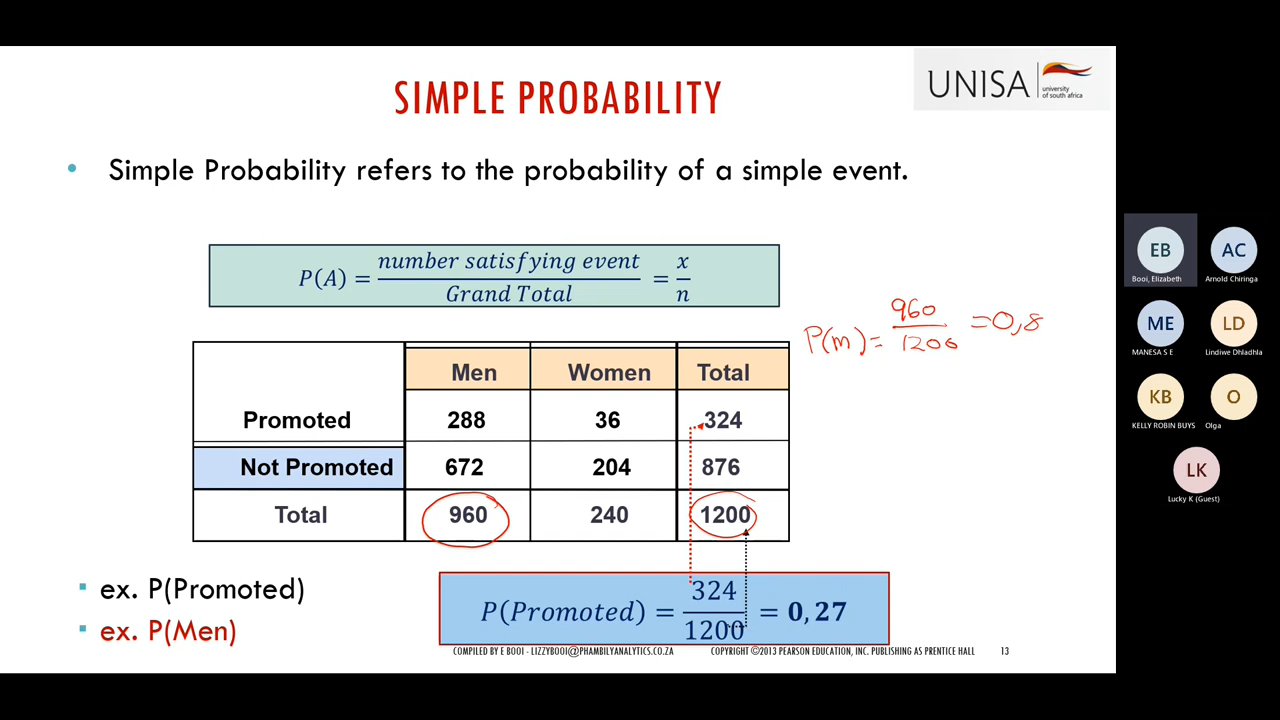 SIMPLE PROBABILITY
UNISA
university
of south africa
• Simple Probability refers to the probability of a simple event.
P(A) = number satisfying event / Grand Total = x / n
P(m) = 960 / 1200 = 0,8
Men Women Total
Promoted 288 36 324
Not Promoted 672 204 876
Total 960 240 1200
▪ ex. P(Promoted)
▪ ex. P(Men)
P(Promoted) = 324 / 1200 = 0,27
COMPILED BY E BOOI - LIZZYBOOI@PHAMBILYANALYTICS.CO.ZA COPYRIGHT ©2013 PEARSON EDUCATION, INC. PUBLISHING AS PRENTICE HALL 13
EB
Booi, Elizabeth
AC
Arnold Chiringa
ME
MANESA S E
LD
Lindiwe Dhladhla
KB
KELLY ROBIN BUYS
O
Olga
LK
Lucky K (Guest)